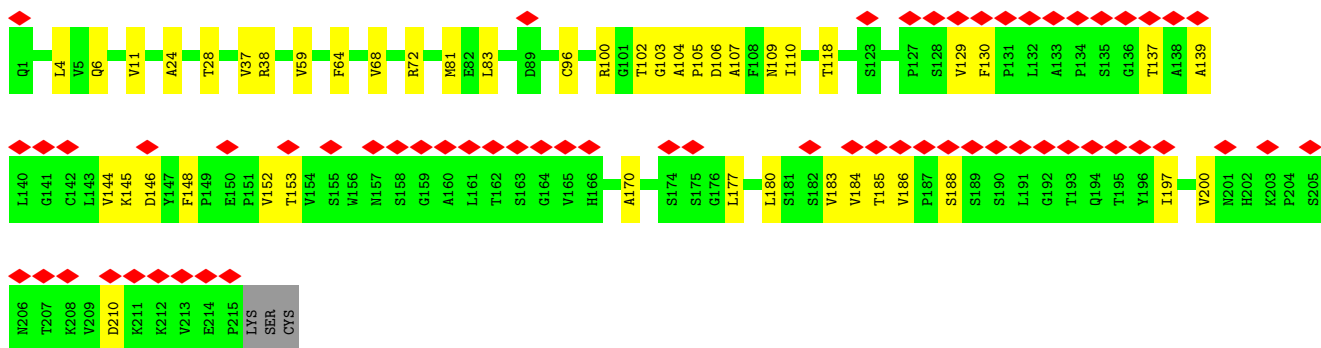 Q1 L4 V5 Q6 V11 A24 T28 V37 R38 V59 F64 V68 R72 M81 E82 L83 D89 C96 R100 G101 T102 G103 A104 P105 D106 A107 F108 N109 I110 T118 S123 P127 S128 V129 F130 P131 L132 A133 P134 S135 G136 T137 A138 A139
L140 G141 C142 L143 V144 K145 D146 Y147 F148 P149 E150 P151 V152 T153 V154 S155 W156 N157 S158 G159 A160 L161 T162 S163 G164 V165 H166 A170 S174 S175 G176 L177 L180 S181 S182 V183 V184 T185 V186 P187 S188 S189 S190 L191 G192 T193 Q194 T195 Y196 I197 V200 N201 H202 K203 P204 S205
N206 T207 K208 V209 D210 K211 K212 V213 E214 P215 LYS SER CYS